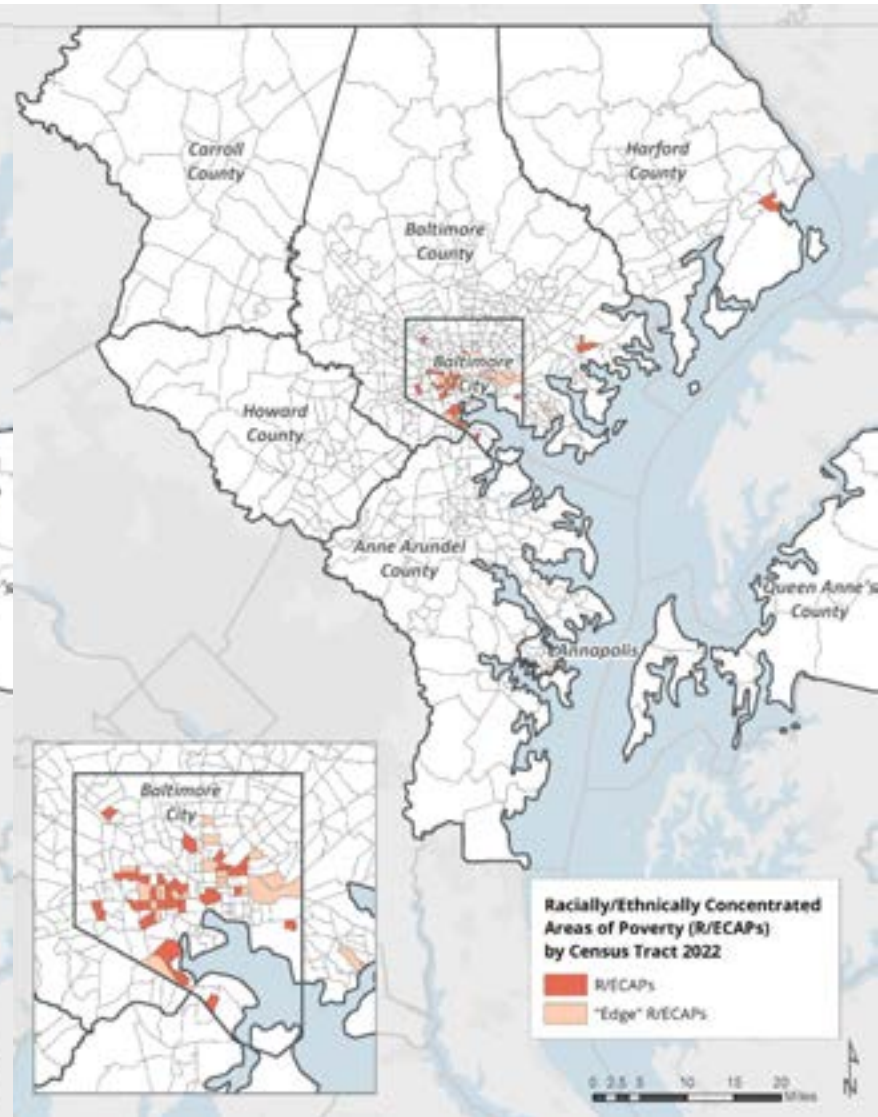 Carroll
County
Harford
County
Baltimore
County
Baltimore
City
Howard
County
Anne Arundel
County
Queen Anne's
County
Annapolis
Baltimore
City
Racially/Ethnically Concentrated
Areas of Poverty (R/ECAPs)
by Census Tract 2022
R/ECAPs
"Edge" R/ECAPs
0 2.5 5 10 15 20
Miles
N
's